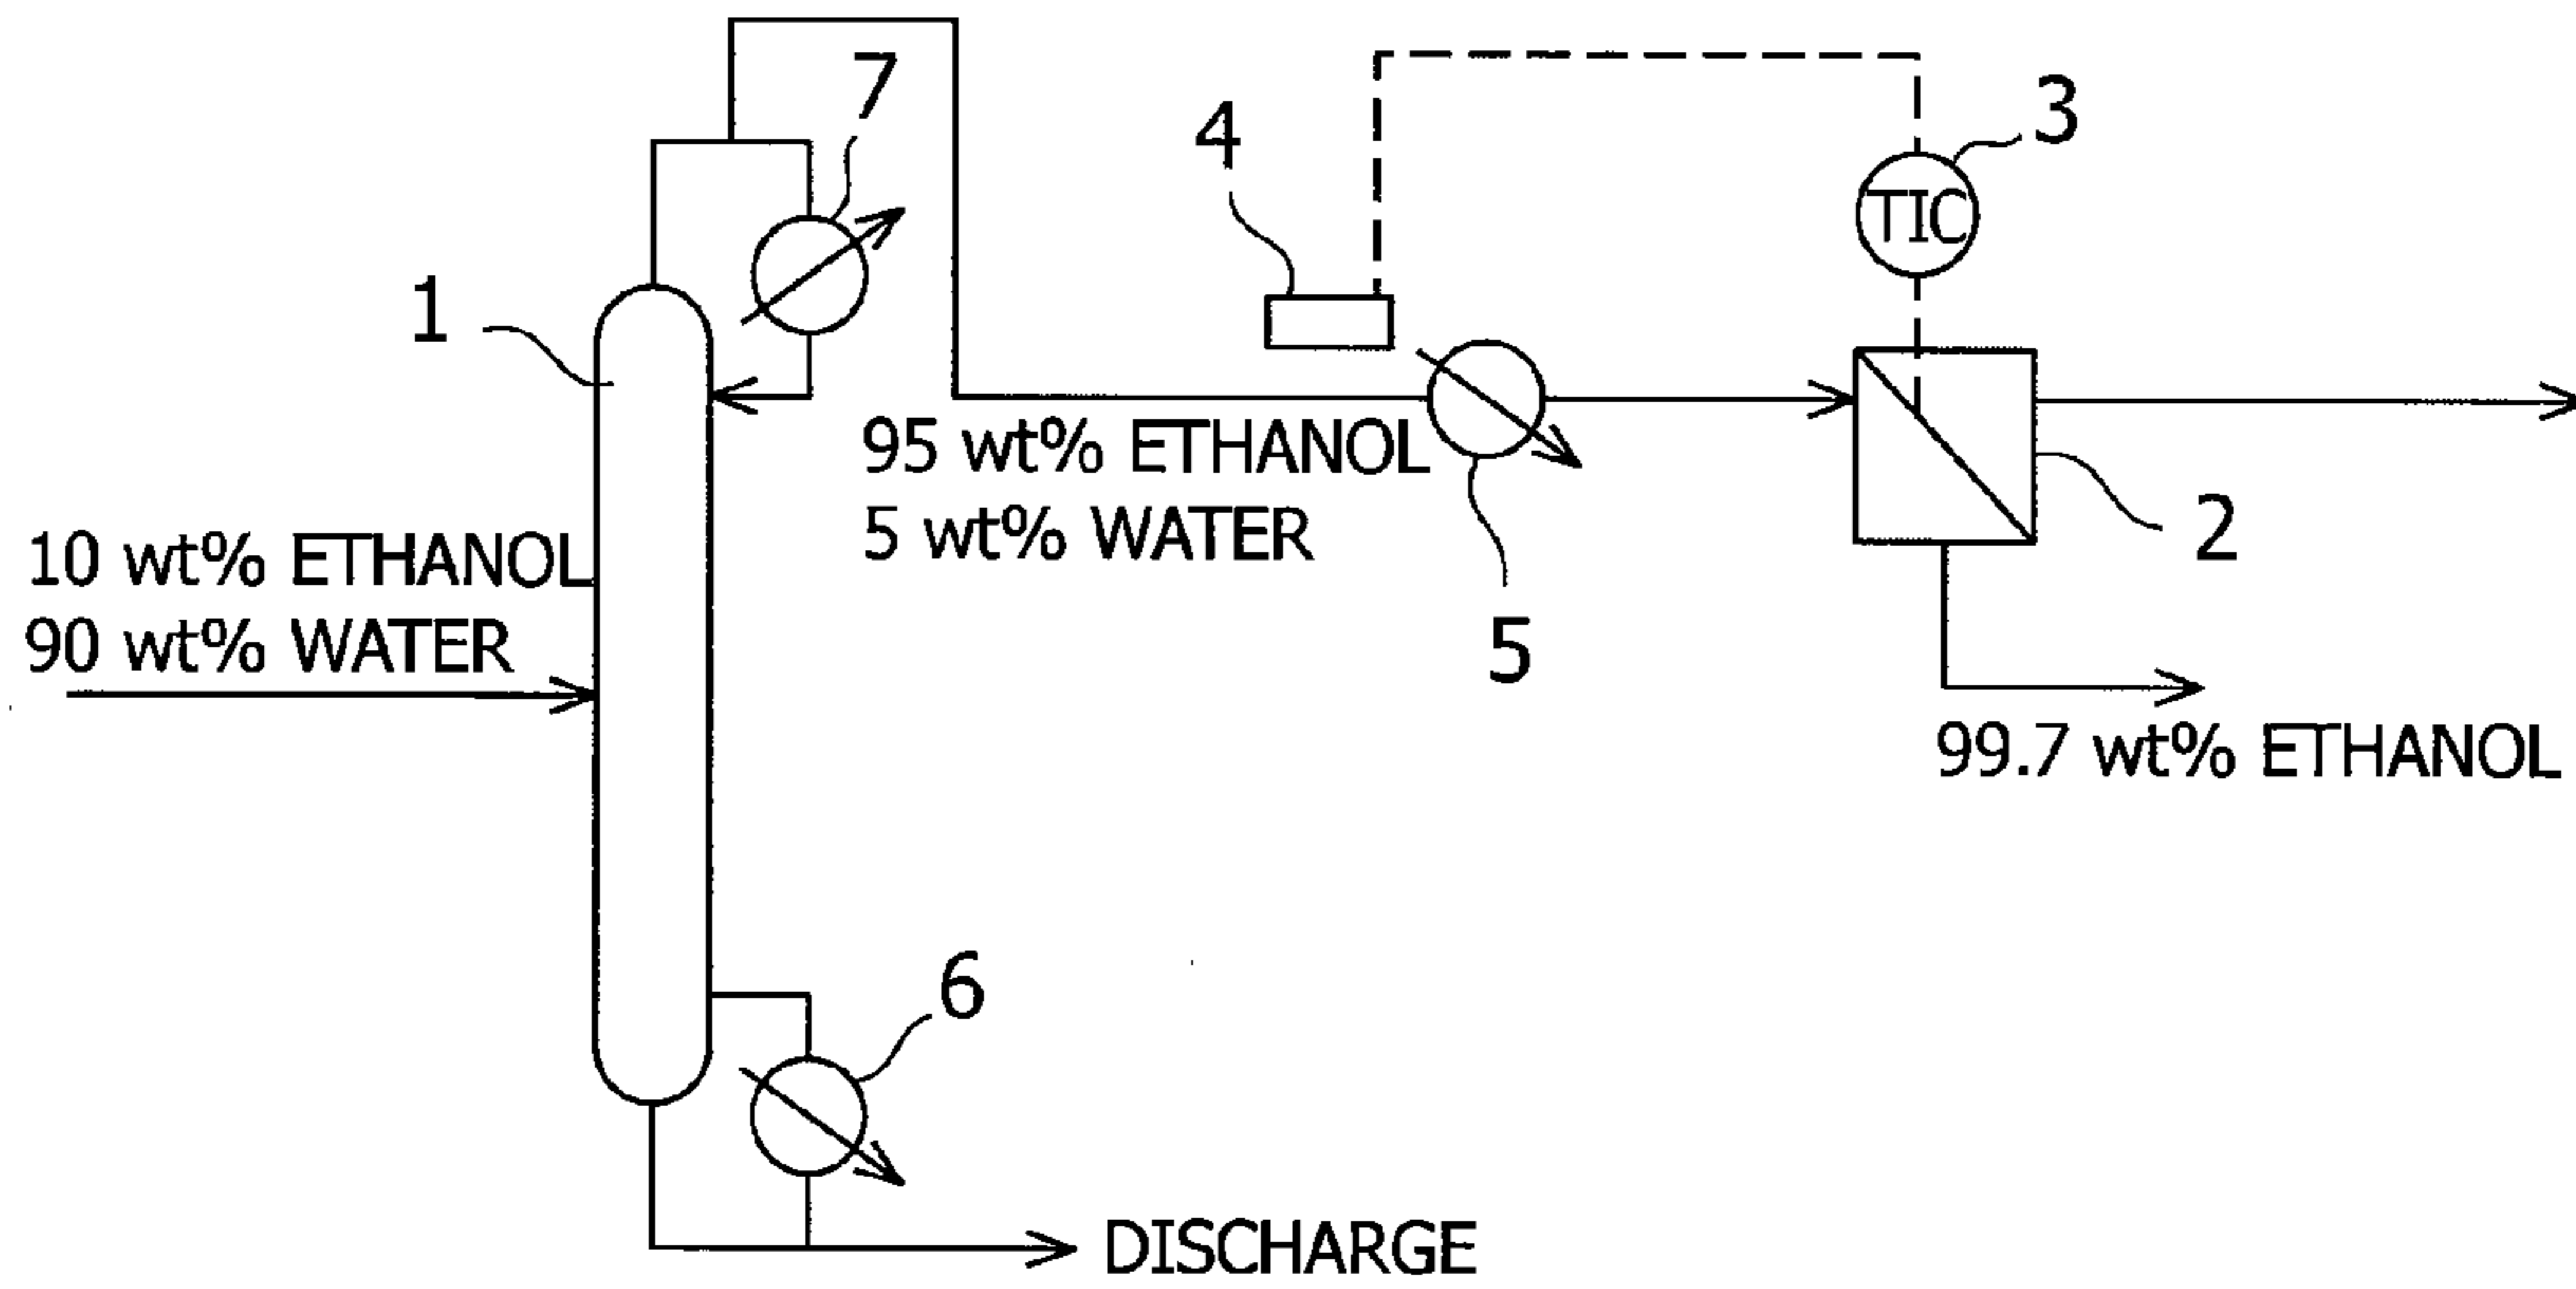 7
4
3
TIC
1
95 wt% ETHANOL
5 wt% WATER
10 wt% ETHANOL
90 wt% WATER
2
5
99.7 wt% ETHANOL
6
DISCHARGE